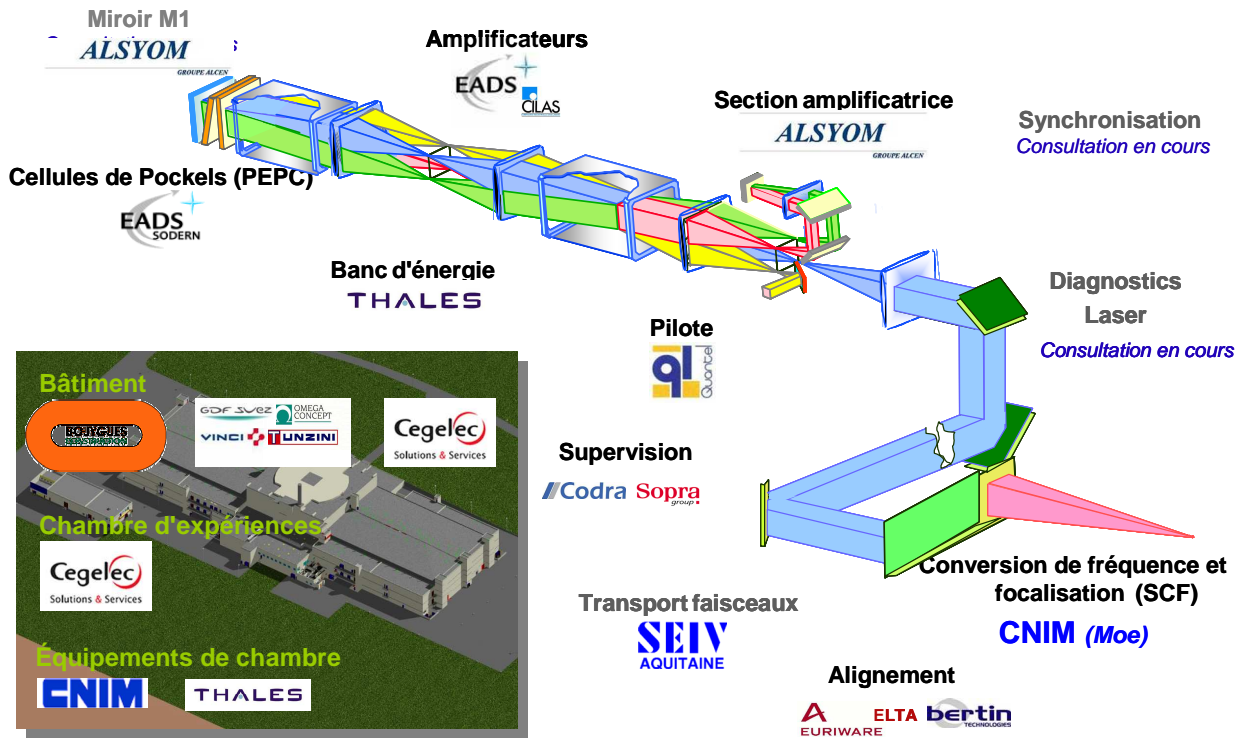 Miroir M1
ALSYOM
GROUPE ALCEN
Amplificateurs
EADS
CILAS
Section amplificatrice
ALSYOM
GROUPE ALCEN
Synchronisation
Consultation en cours
Cellules de Pockels (PEPC)
EADS
SODERN
Banc d'énergie
THALES
Diagnostics
Laser
Consultation en cours
Pilote
ql
Quantel
Bâtiment
BOUYGUES
GDF SUEZ
OMEGA
CONCEPT
VINCI
TUNZINI
Cegelec
Solutions & Services
Supervision
Codra
Sopra
group
Chambre d'expériences
Cegelec
Solutions & Services
Conversion de fréquence et
focalisation (SCF)
CNIM (Moe)
Transport faisceaux
SEIV
AQUITAINE
Équipements de chambre
CNIM
THALES
Alignement
A
EURIWARE
ELTA
bertin
TECHNOLOGIES